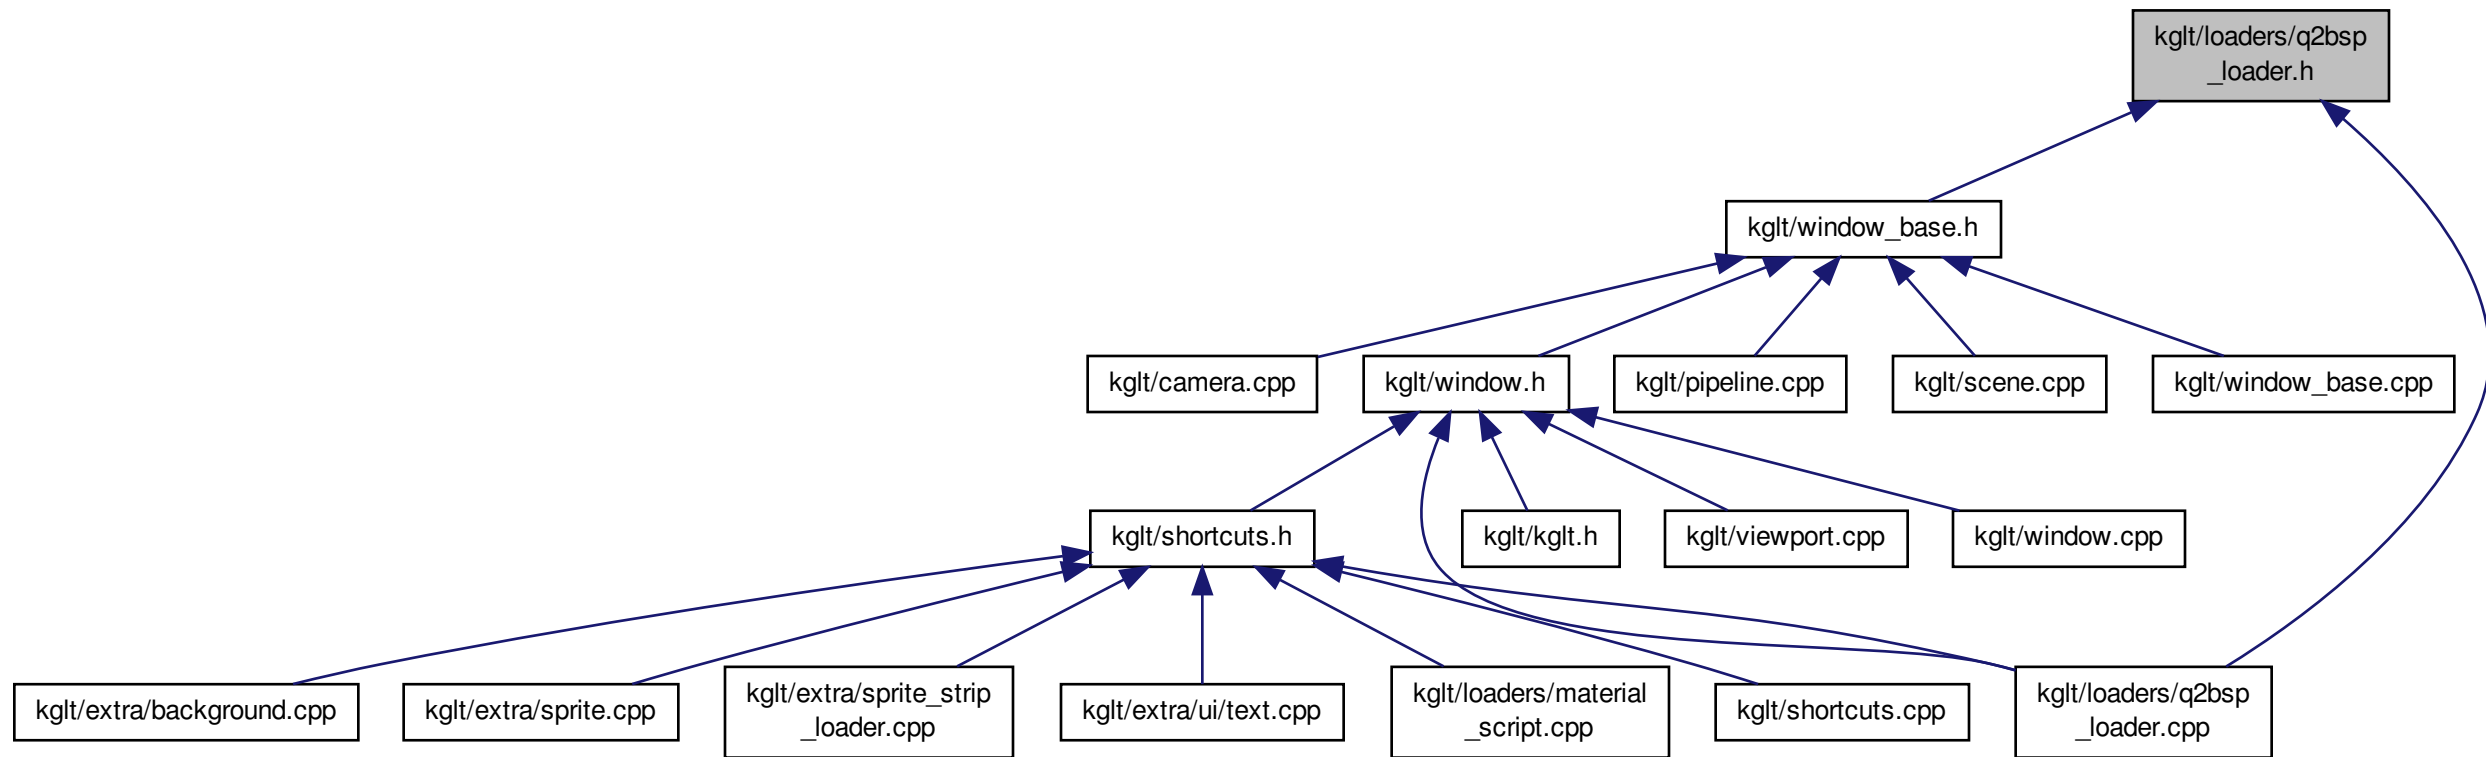 kglt/loaders/q2bsp
_loader.h
kglt/window_base.h
kglt/camera.cpp
kglt/window.h
kglt/pipeline.cpp
kglt/scene.cpp
kglt/window_base.cpp
kglt/shortcuts.h
kglt/kglt.h
kglt/viewport.cpp
kglt/window.cpp
kglt/extra/background.cpp
kglt/extra/sprite.cpp
kglt/extra/sprite_strip
_loader.cpp
kglt/extra/ui/text.cpp
kglt/loaders/material
_script.cpp
kglt/shortcuts.cpp
kglt/loaders/q2bsp
_loader.cpp